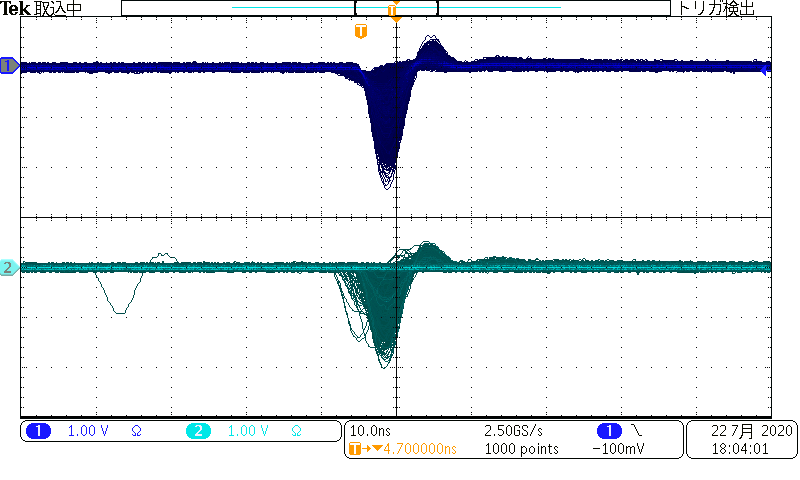 Tek 取込中 トリガ検出
T
T
1
2
1 1.00 V Ω 2 1.00 V Ω
10.0ns 2.50GS/s 1 22 7月 2020
T→▼4.700000ns 1000 points −100mV 18:04:01